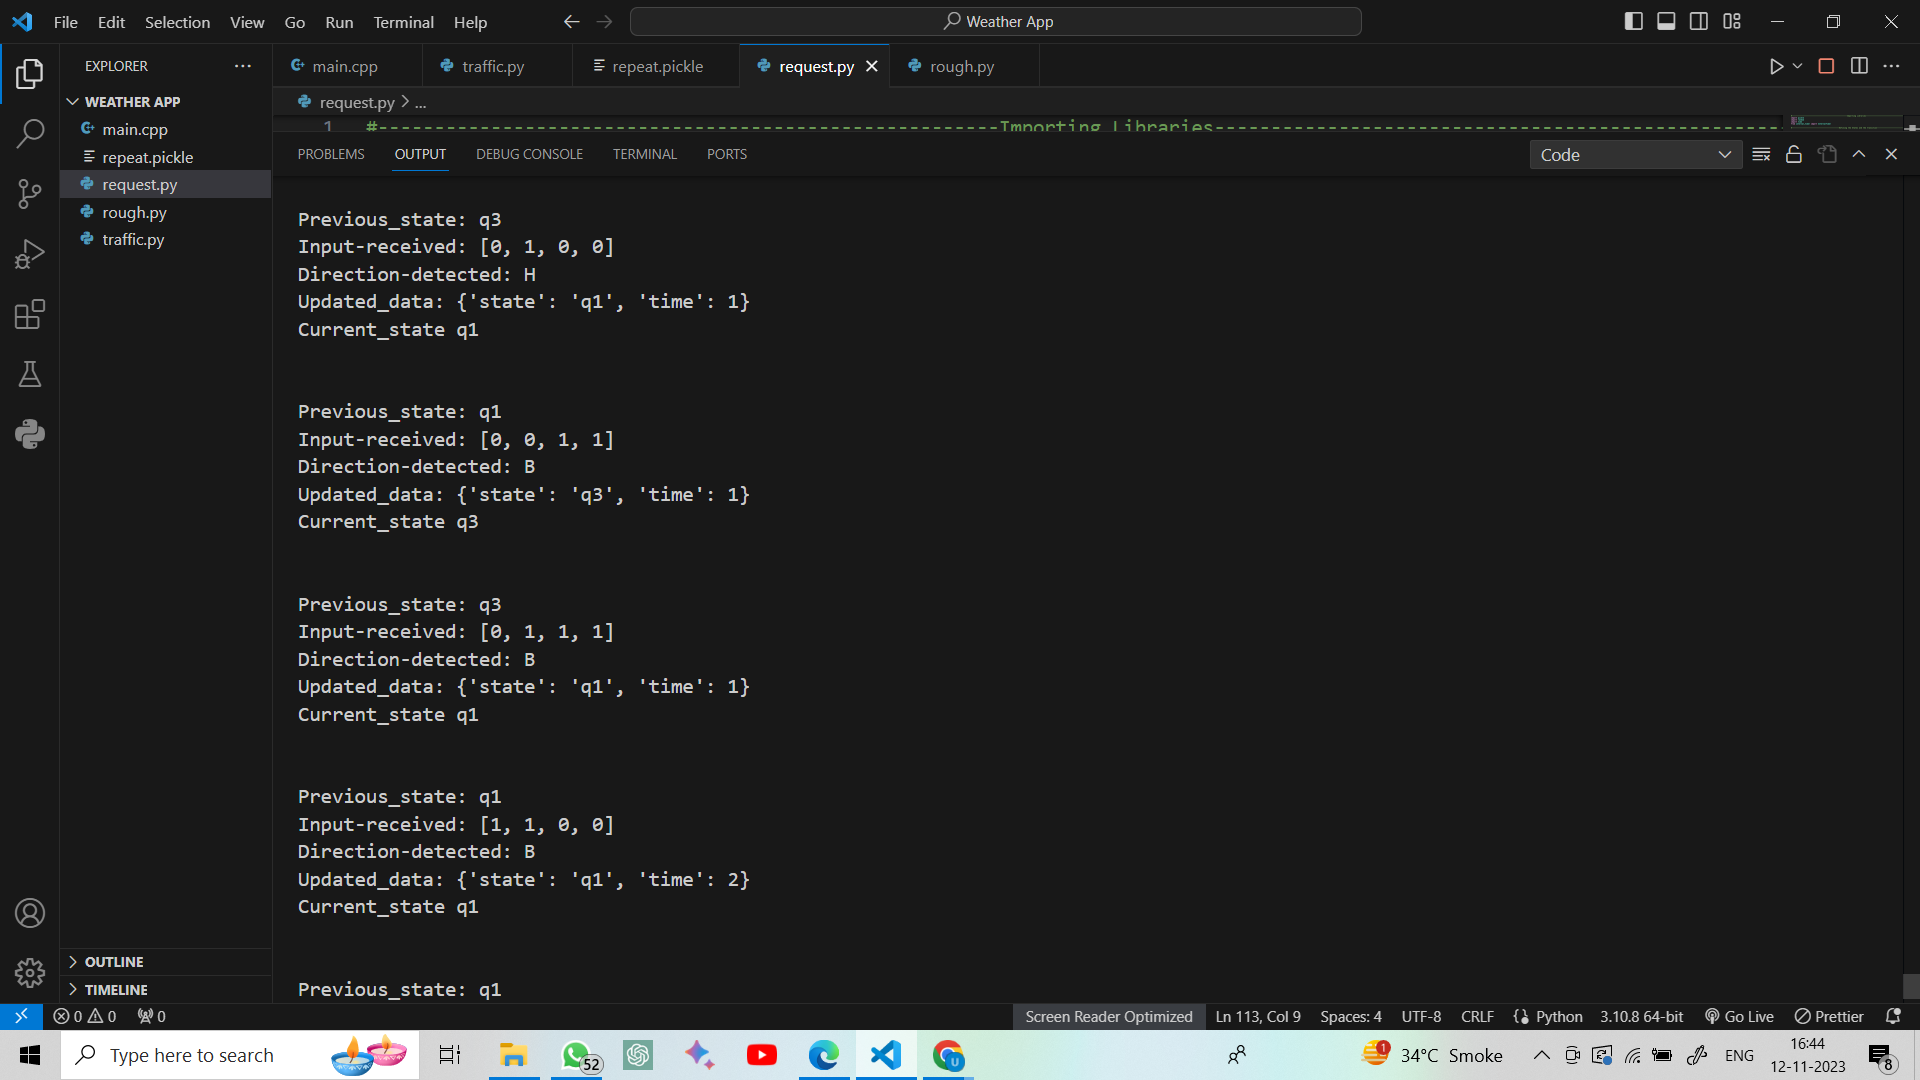 File Edit Selection View Go Run Terminal Help
Weather App
EXPLORER
WEATHER APP
main.cpp
repeat.pickle
request.py
rough.py
traffic.py
OUTLINE
TIMELINE
main.cpp traffic.py repeat.pickle request.py rough.py
request.py > ...
1 #-------------------------------------------------------Importing Libraries--------------------------------------------------
PROBLEMS OUTPUT DEBUG CONSOLE TERMINAL PORTS
Code
Previous_state: q3
Input-received: [0, 1, 0, 0]
Direction-detected: H
Updated_data: {'state': 'q1', 'time': 1}
Current_state q1
Previous_state: q1
Input-received: [0, 0, 1, 1]
Direction-detected: B
Updated_data: {'state': 'q3', 'time': 1}
Current_state q3
Previous_state: q3
Input-received: [0, 1, 1, 1]
Direction-detected: B
Updated_data: {'state': 'q1', 'time': 1}
Current_state q1
Previous_state: q1
Input-received: [1, 1, 0, 0]
Direction-detected: B
Updated_data: {'state': 'q1', 'time': 2}
Current_state q1
Previous_state: q1
0 0 0
Screen Reader Optimized Ln 113, Col 9 Spaces: 4 UTF-8 CRLF Python 3.10.8 64-bit Go Live Prettier
Type here to search
52
U
1
34°C Smoke
ENG
16:44
12-11-2023
8